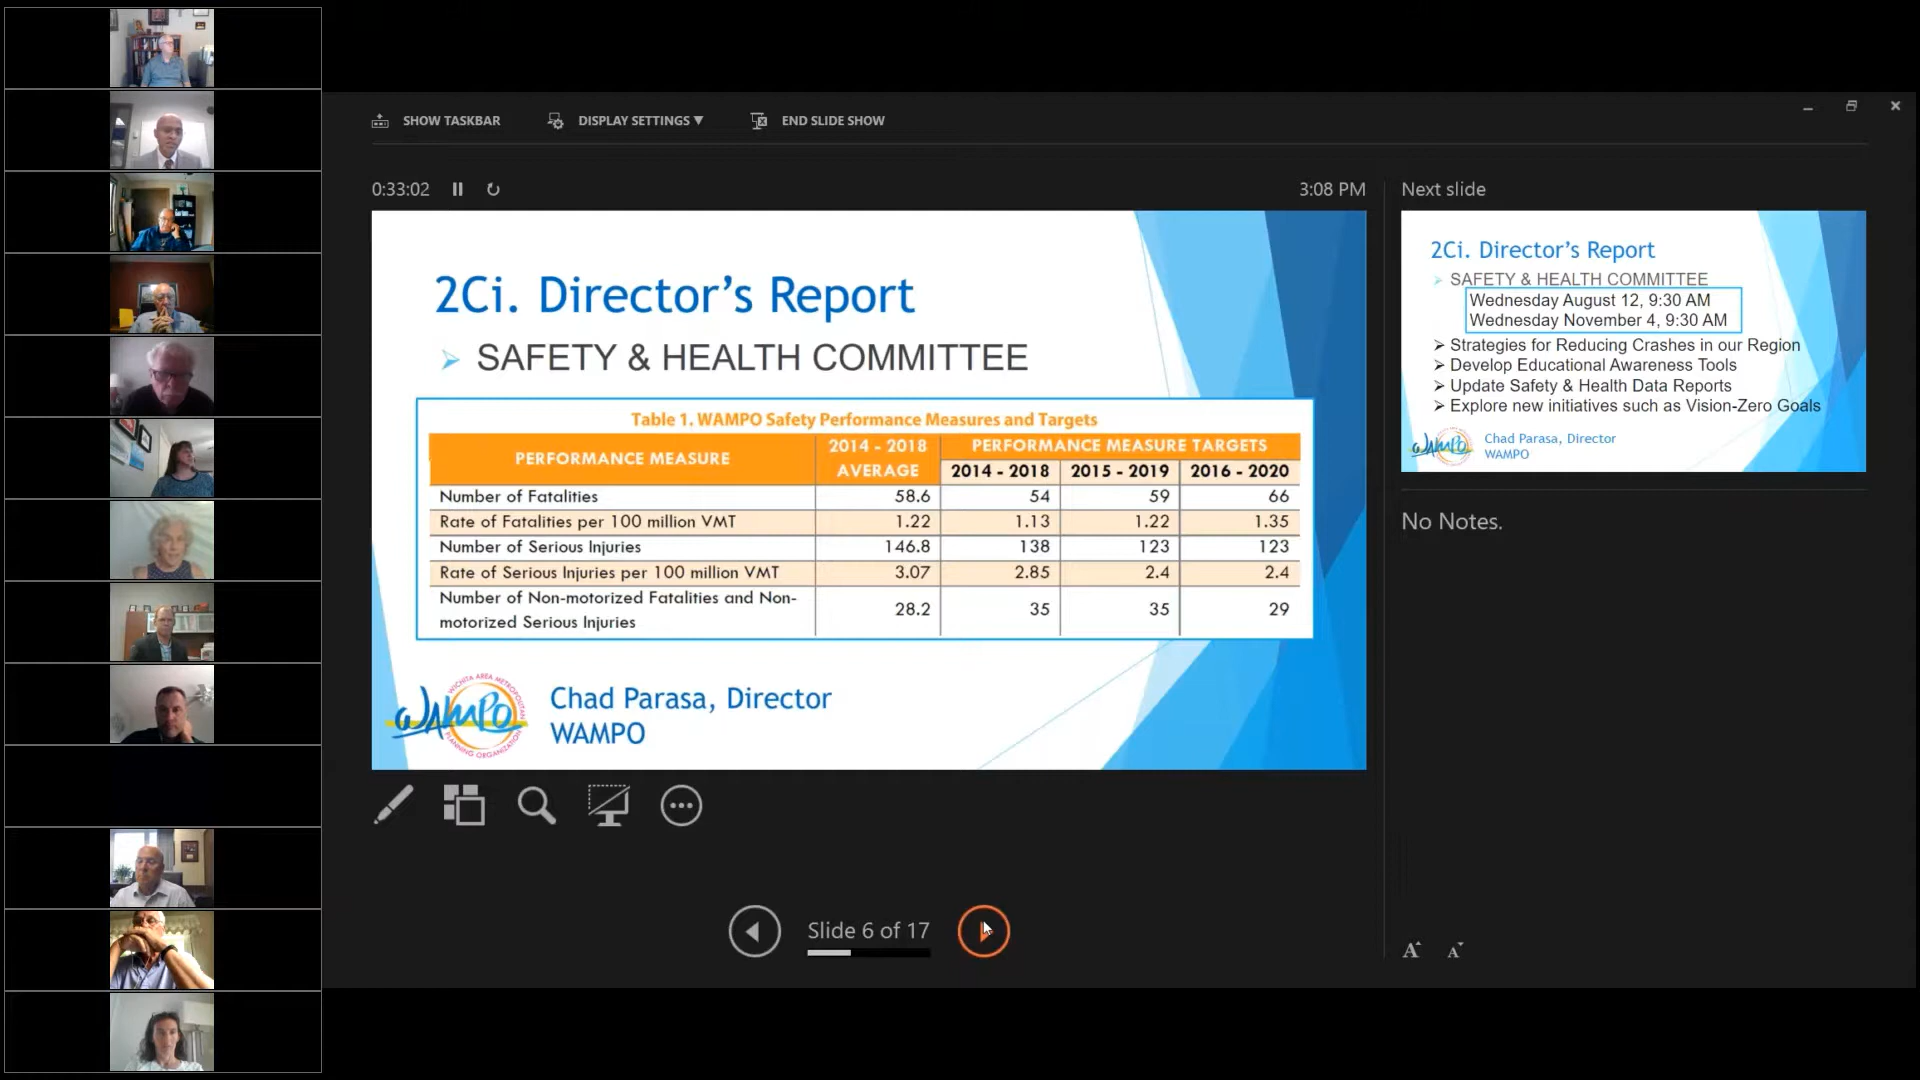 SHOW TASKBAR
DISPLAY SETTINGS ▼
END SLIDE SHOW
0:33:02
3:08 PM
2Ci. Director's Report
➢ SAFETY & HEALTH COMMITTEE
Table 1. WAMPO Safety Performance Measures and Targets
PERFORMANCE MEASURE
2014 - 2018 AVERAGE
PERFORMANCE MEASURE TARGETS
2014 - 2018 2015 - 2019 2016 - 2020
Number of Fatalities 58.6 54 59 66
Rate of Fatalities per 100 million VMT 1.22 1.13 1.22 1.35
Number of Serious Injuries 146.8 138 123 123
Rate of Serious Injuries per 100 million VMT 3.07 2.85 2.4 2.4
Number of Non-motorized Fatalities and Non-
motorized Serious Injuries 28.2 35 35 29
WICHITA AREA METROPOLITAN
WAMPO
PLANNING ORGANIZATION
Chad Parasa, Director
WAMPO
Slide 6 of 17
Next slide
2Ci. Director's Report
➢ SAFETY & HEALTH COMMITTEE
Wednesday August 12, 9:30 AM
Wednesday November 4, 9:30 AM
➢ Strategies for Reducing Crashes in our Region
➢ Develop Educational Awareness Tools
➢ Update Safety & Health Data Reports
➢ Explore new initiatives such as Vision-Zero Goals
WAMPO
Chad Parasa, Director
WAMPO
No Notes.
A A